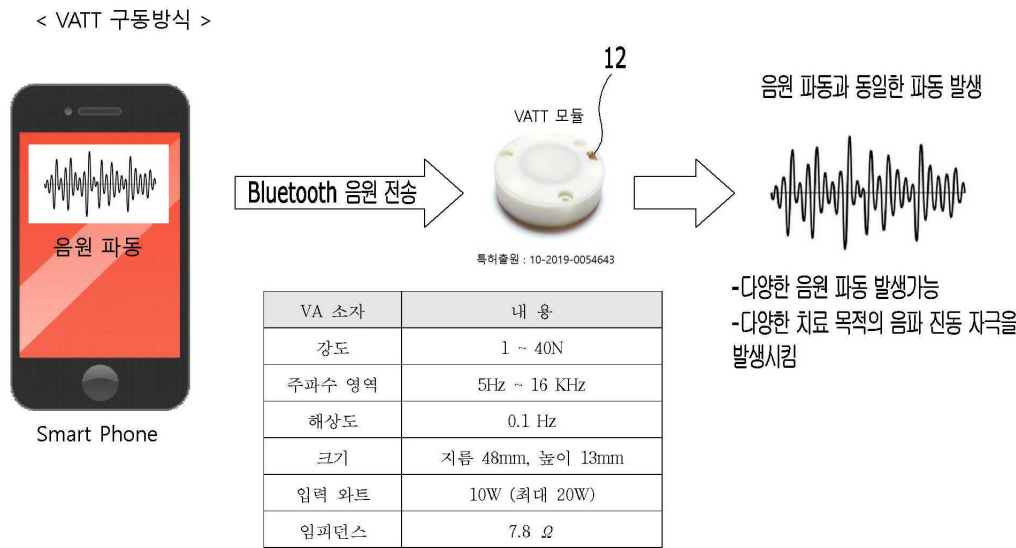 < VATT 구동방식 >
음원 파동
Smart Phone
Bluetooth 음원 전송
12
VATT 모듈
특허출원 : 10-2019-0054643
음원 파동과 동일한 파동 발생
-다양한 음원 파동 발생가능
-다양한 치료 목적의 음파 진동 자극을
발생시킴
VA 소자 내 용
강도 1 ~ 40N
주파수 영역 5Hz ~ 16 KHz
해상도 0.1 Hz
크기 지름 48mm, 높이 13mm
입력 와트 10W (최대 20W)
임피던스 7.8 Ω